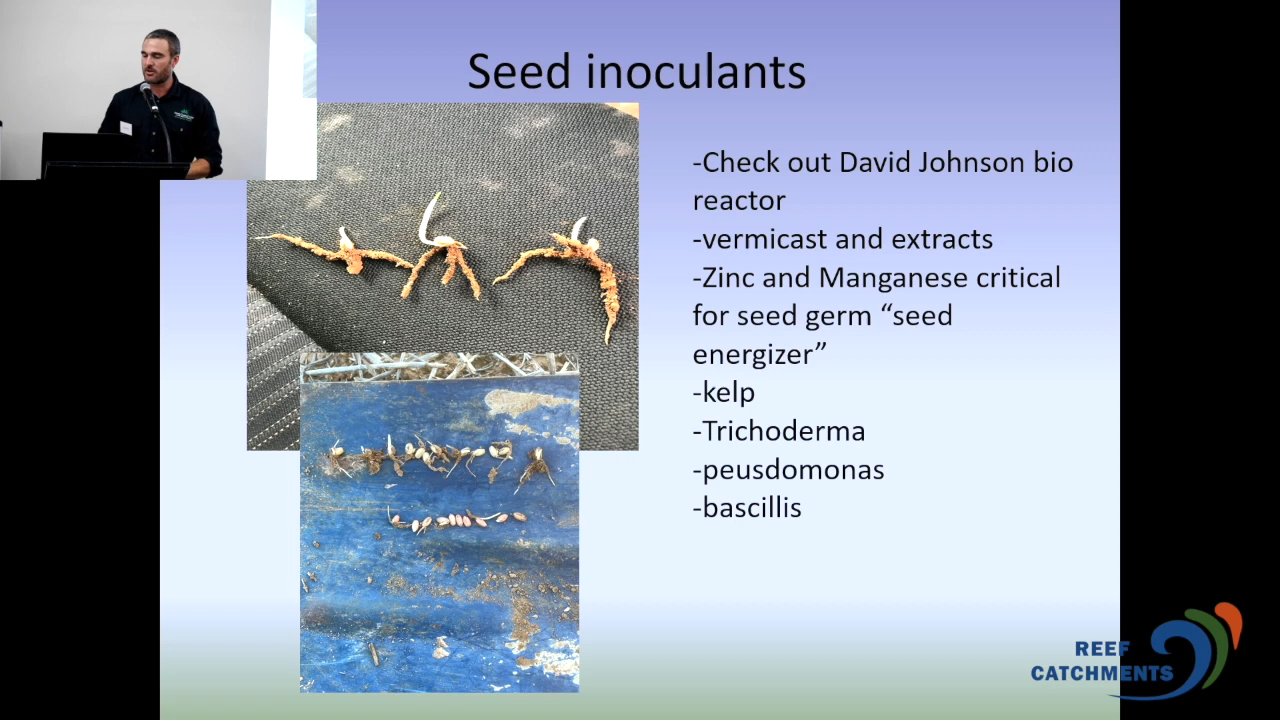 Seed inoculants
-Check out David Johnson bio
reactor
-vermicast and extracts
-Zinc and Manganese critical
for seed germ “seed
energizer”
-kelp
-Trichoderma
-peusdomonas
-bascillis
REEF
CATCHMENTS